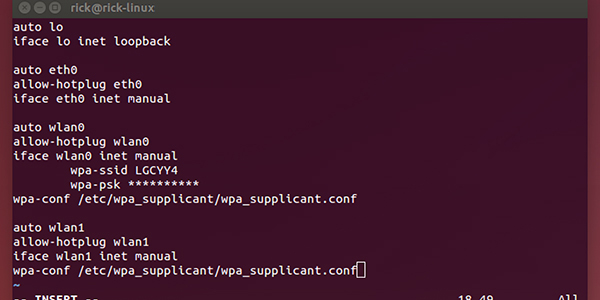 rick@rick-linux
auto lo
iface lo inet loopback
auto eth0
allow-hotplug eth0
iface eth0 inet manual
auto wlan0
allow-hotplug wlan0
iface wlan0 inet manual
wpa-ssid LGCYY4
wpa-psk **********
wpa-conf /etc/wpa_supplicant/wpa_supplicant.conf
auto wlan1
allow-hotplug wlan1
iface wlan1 inet manual
wpa-conf /etc/wpa_supplicant/wpa_supplicant.conf
~
-- INSERT -- 18,49 All